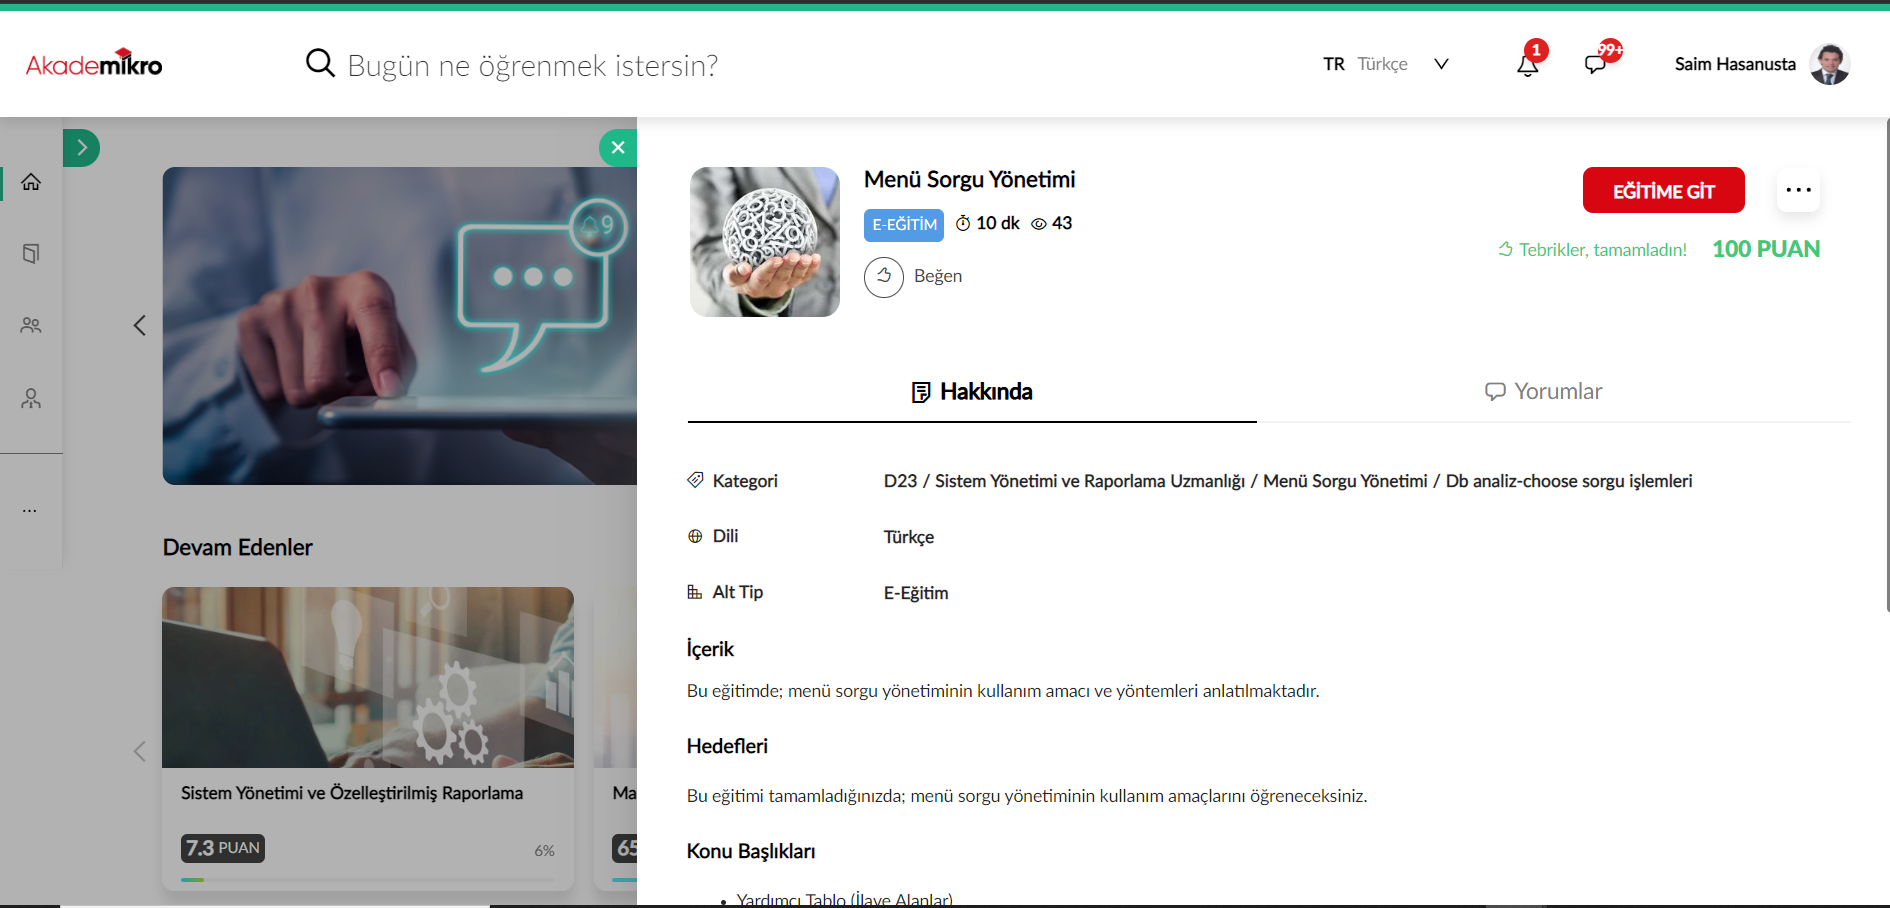 Akademikro
Bugün ne öğrenmek istersin?
TR Türkçe
1
99+
Saim Hasanusta
9
Menü Sorgu Yönetimi
E-EĞİTİM 10 dk 43
Beğen
EĞİTİME GİT
Tebrikler, tamamladın! 100 PUAN
Hakkında
Yorumlar
Kategori D23 / Sistem Yönetimi ve Raporlama Uzmanlığı / Menü Sorgu Yönetimi / Db analiz-choose sorgu işlemleri
Dili Türkçe
Alt Tip E-Eğitim
İçerik
Bu eğitimde; menü sorgu yönetiminin kullanım amacı ve yöntemleri anlatılmaktadır.
Hedefleri
Bu eğitimi tamamladığınızda; menü sorgu yönetiminin kullanım amaçlarını öğreneceksiniz.
Konu Başlıkları
• Yardımcı Tablo (İlave Alanlar)
Devam Edenler
Sistem Yönetimi ve Özelleştirilmiş Raporlama
7.3 PUAN
6%
Ma
65